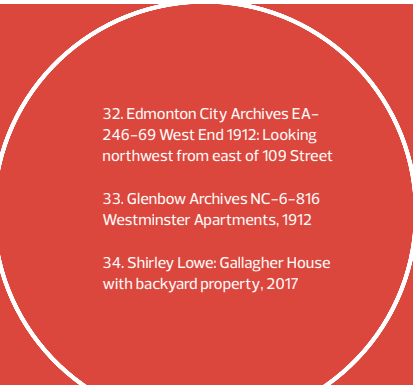 32. Edmonton City Archives EA-
246-69 West End 1912: Looking
northwest from east of 109 Street
33. Glenbow Archives NC-6-816
Westminster Apartments, 1912
34. Shirley Lowe: Gallagher House
with backyard property, 2017